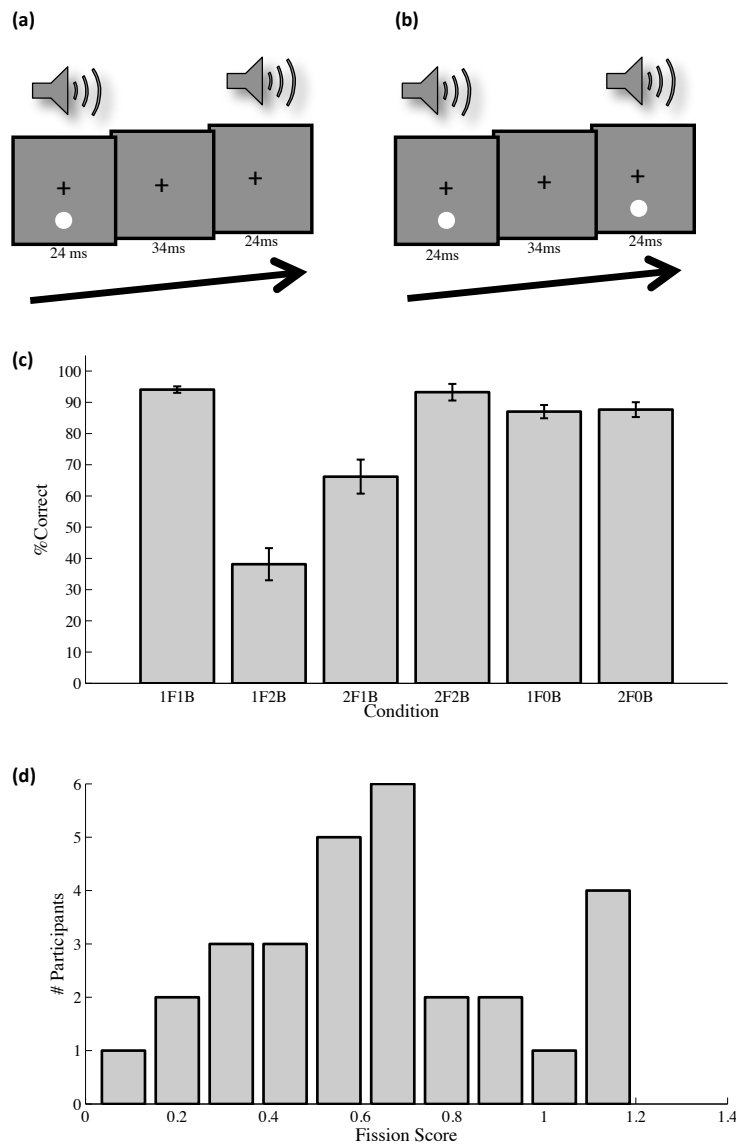 (a)
(b)
24 ms
34ms
24ms
24ms
34ms
24ms
(c)
100
90
80
70
60
50
40
30
20
10
0
%Correct
1F1B
1F2B
2F1B
2F2B
1F0B
2F0B
Condition
(d)
6
5
4
3
2
1
# Participants
0
0.2
0.4
0.6
0.8
1
1.2
1.4
Fission Score